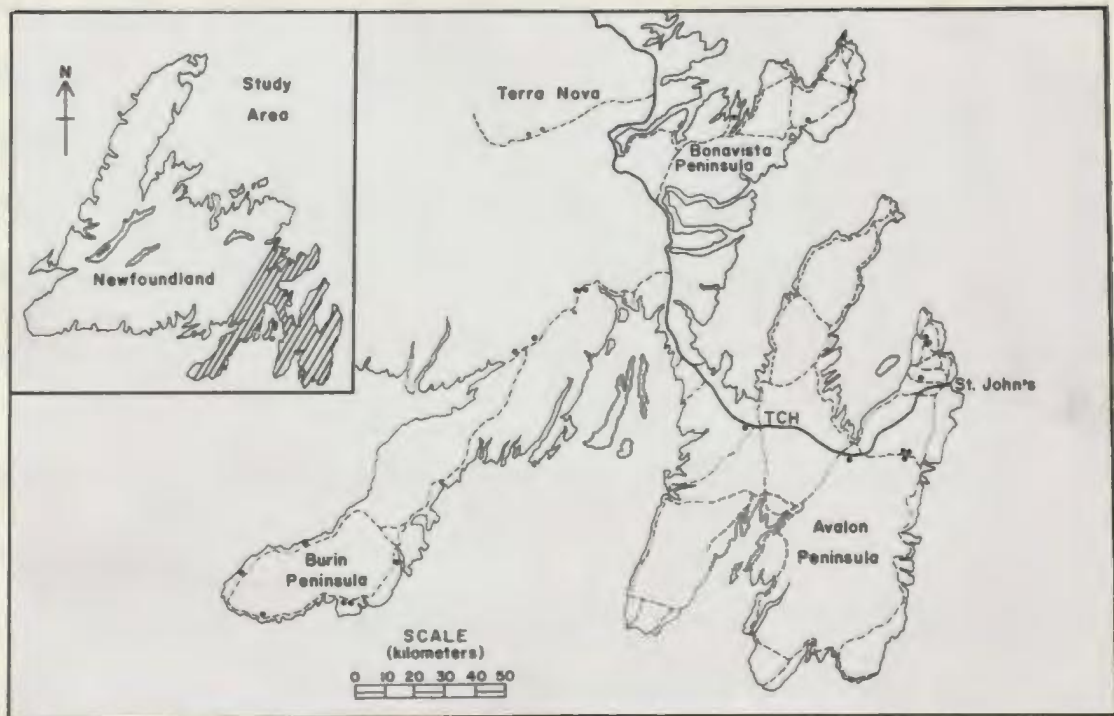 N
Study
Area
Newfoundland
Terra Nova
Bonavista
Peninsula
St. John's
TCH
Avalon
Peninsula
Burin
Peninsula
SCALE
(kilometers)
0 10 20 30 40 50